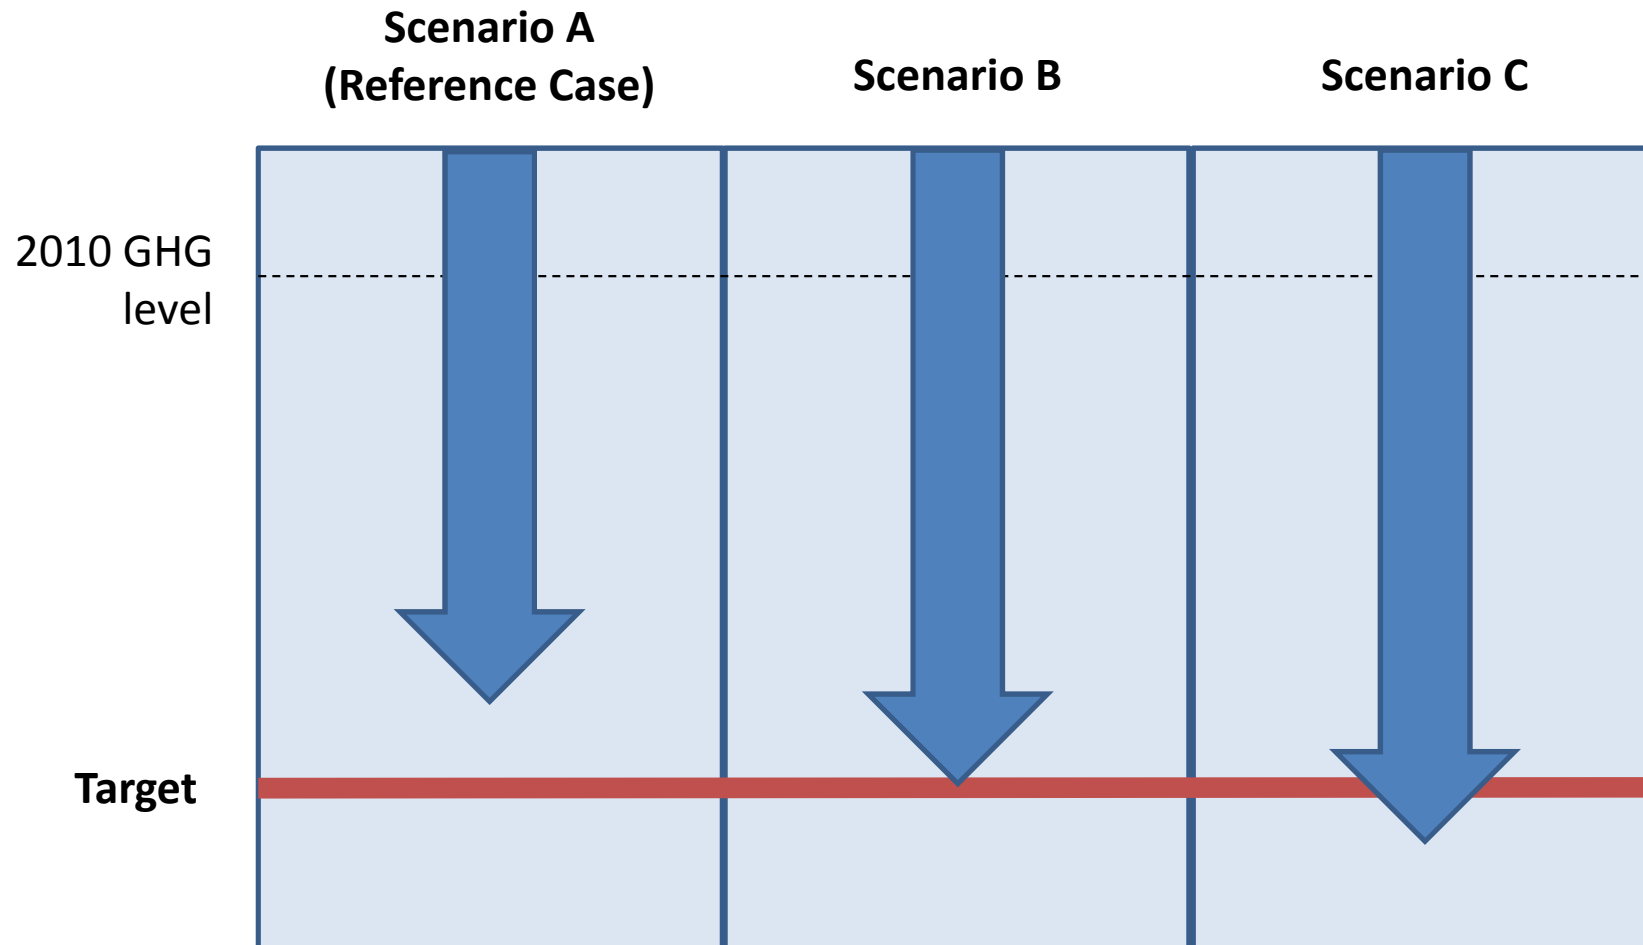 Scenario A
(Reference Case)
Scenario B
Scenario C
2010 GHG
level
Target